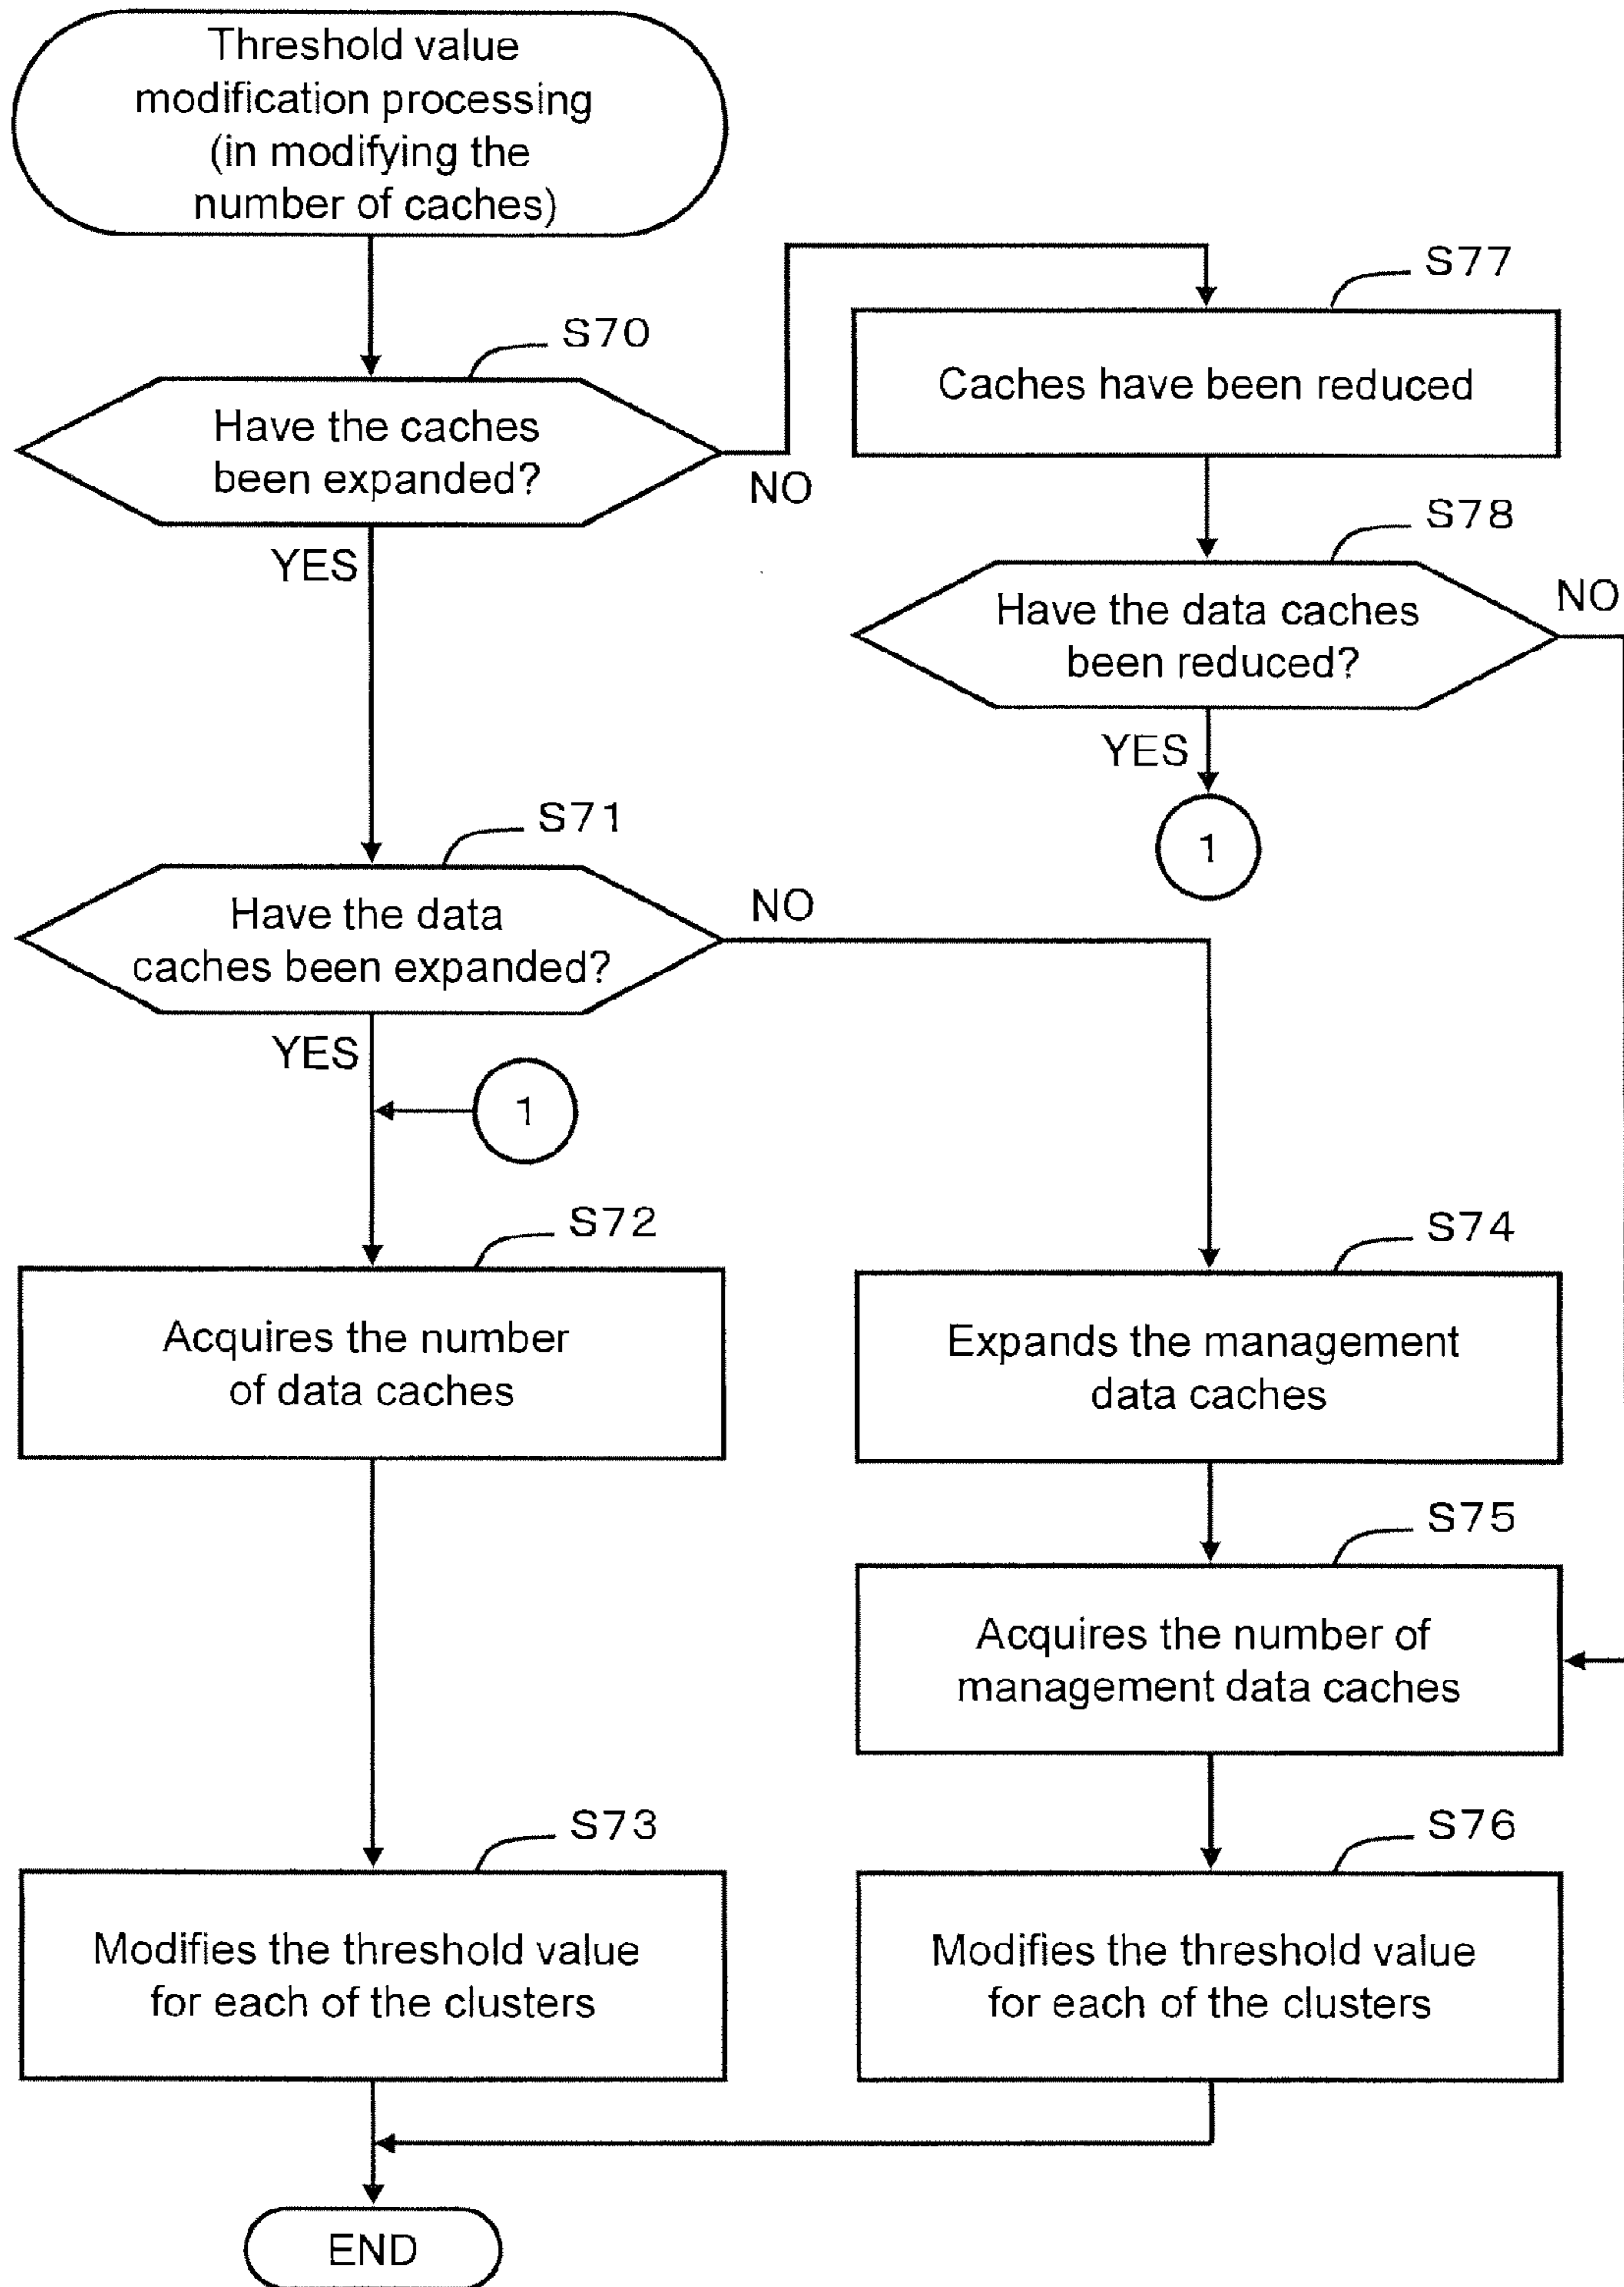 Threshold value
modification processing
(in modifying the
number of caches)
S70
Have the caches
been expanded?
NO
YES
S77
Caches have been reduced
S78
Have the data caches
been reduced?
NO
YES
1
S71
Have the data
caches been expanded?
NO
YES
1
S72
Acquires the number
of data caches
S74
Expands the management
data caches
S75
Acquires the number of
management data caches
S73
Modifies the threshold value
for each of the clusters
S76
Modifies the threshold value
for each of the clusters
END